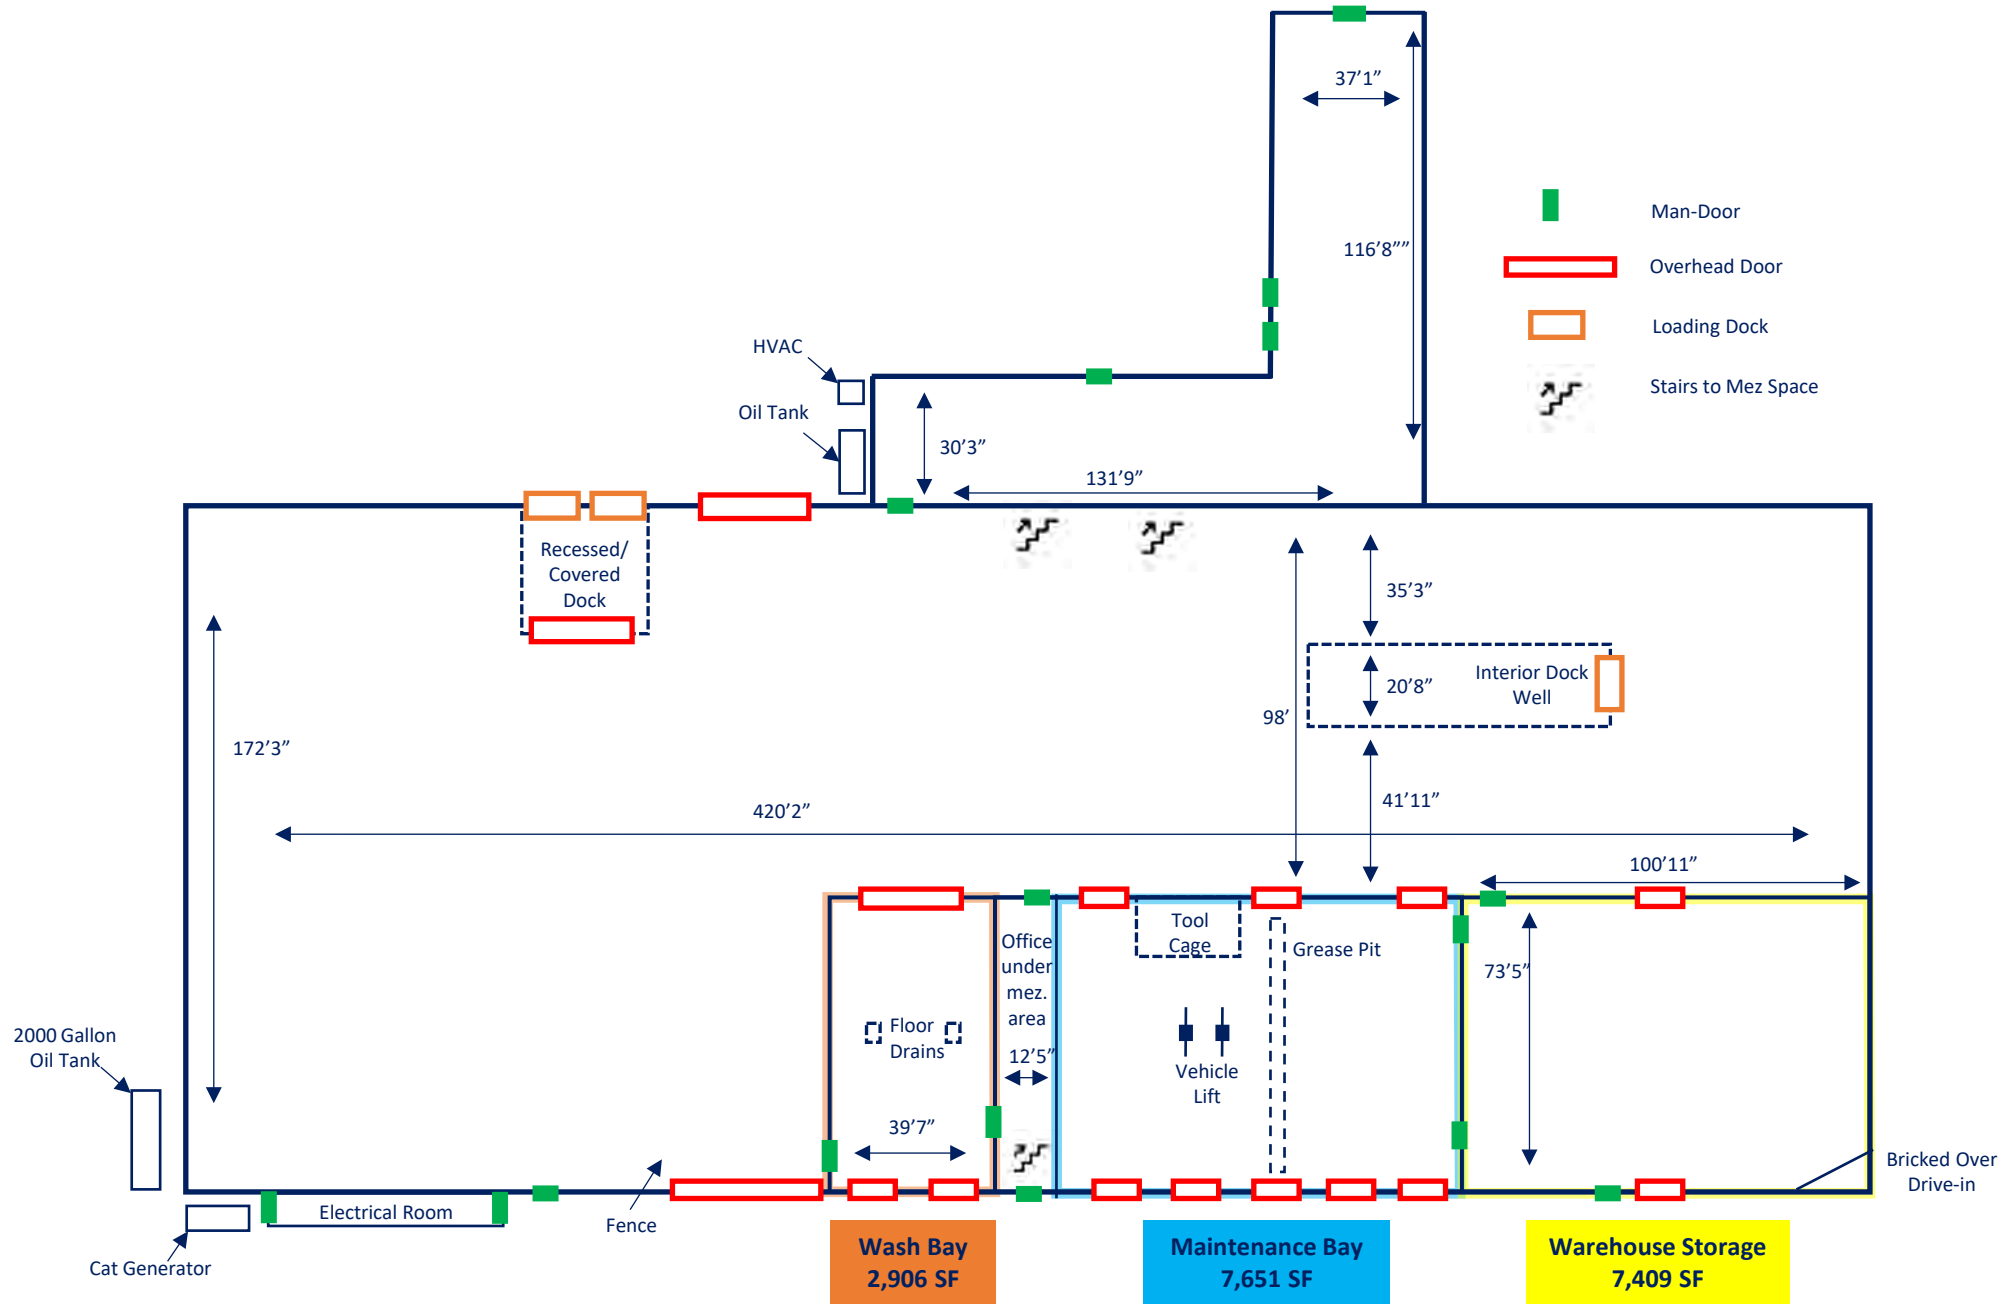 37’1”
116’8””
Man-Door
Overhead Door
Loading Dock
Stairs to Mez Space
HVAC
Oil Tank
30’3”
131’9”
Recessed/
Covered
Dock
35’3”
Interior Dock
Well
20’8”
98’
172’3”
420’2”
41’11”
100’11”
Tool
Cage
Grease Pit
Office
under
mez.
area
73’5”
Floor
Drains
12’5”
Vehicle
Lift
39’7”
2000 Gallon
Oil Tank
Bricked Over
Drive-in
Electrical Room
Fence
Cat Generator
Wash Bay
2,906 SF
Maintenance Bay
7,651 SF
Warehouse Storage
7,409 SF